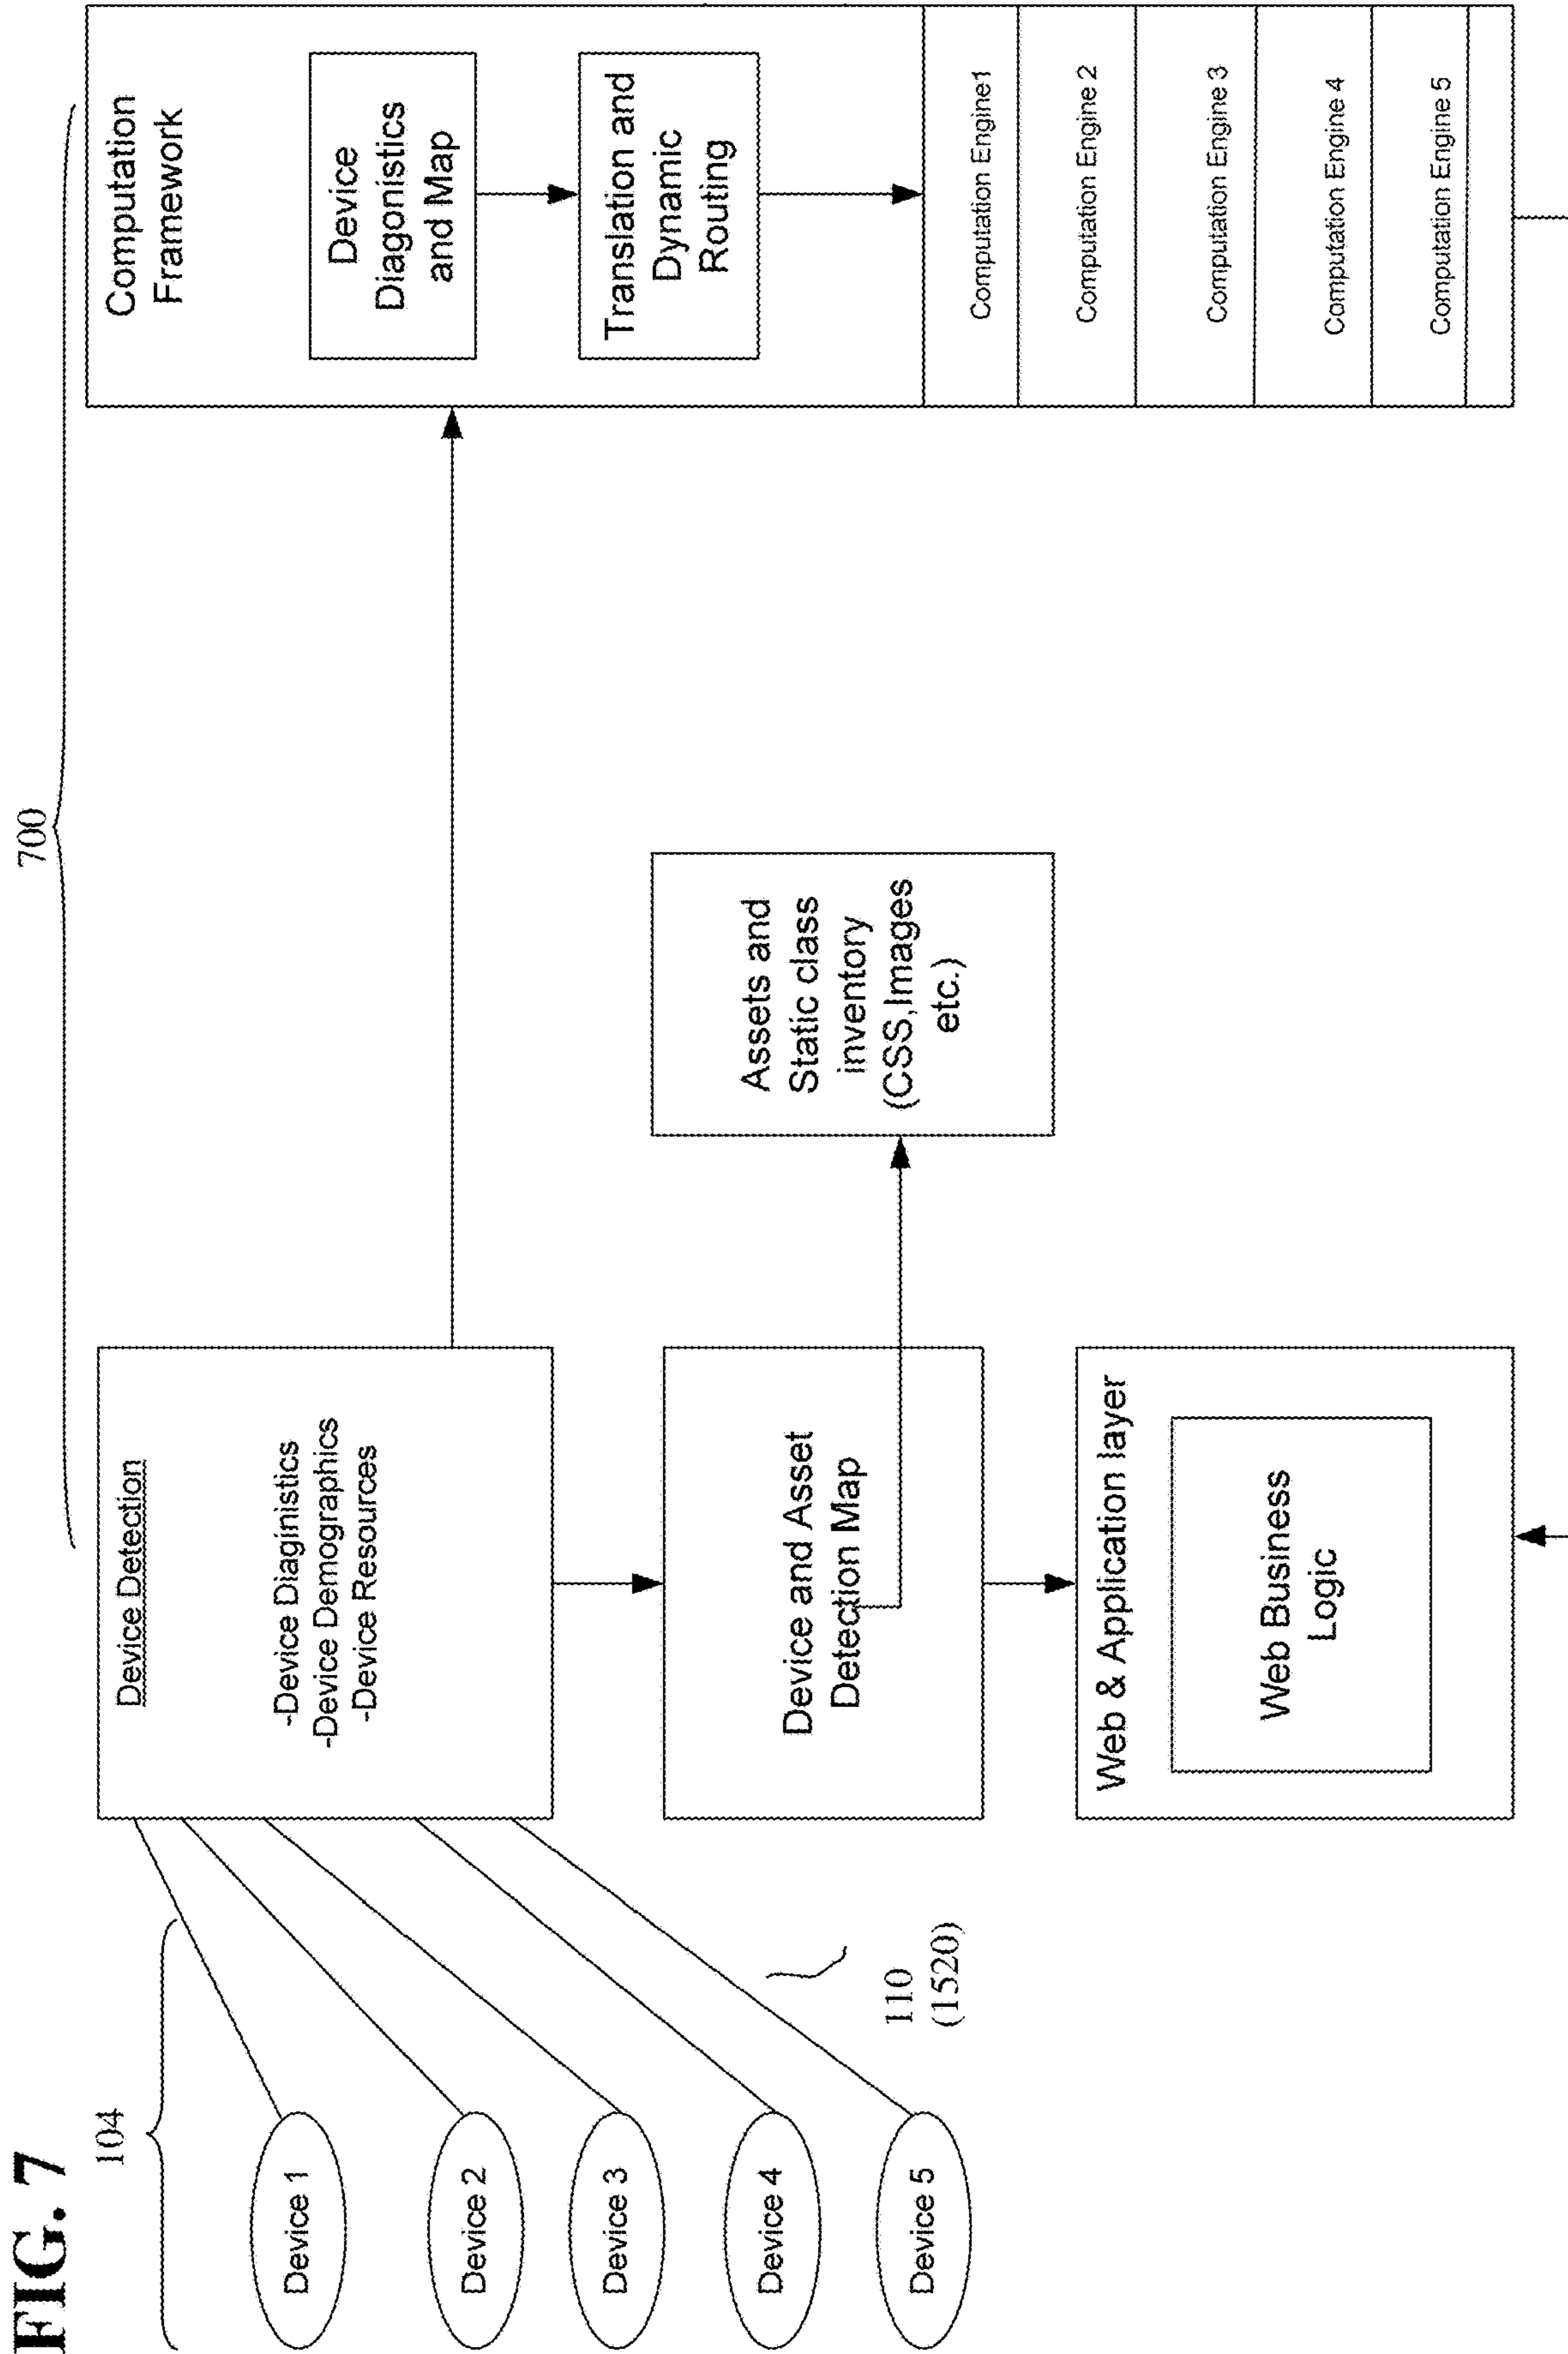 FIG. 7
104
700
Device 1
Device 2
Device 3
Device 4
Device 5
110
(1520)
Device Detection
-Device Diaginistics
-Device Demographics
-Device Resources
Device and Asset
Detection Map
Web & Application layer
Web Business
Logic
Assets and
Static class
inventory
(CSS,Images
etc.)
Computation
Framework
Device
Diagonistics
and Map
Translation and
Dynamic
Routing
Computation Engine1
Computation Engine 2
Computation Engine 3
Computation Engine 4
Computation Engine 5